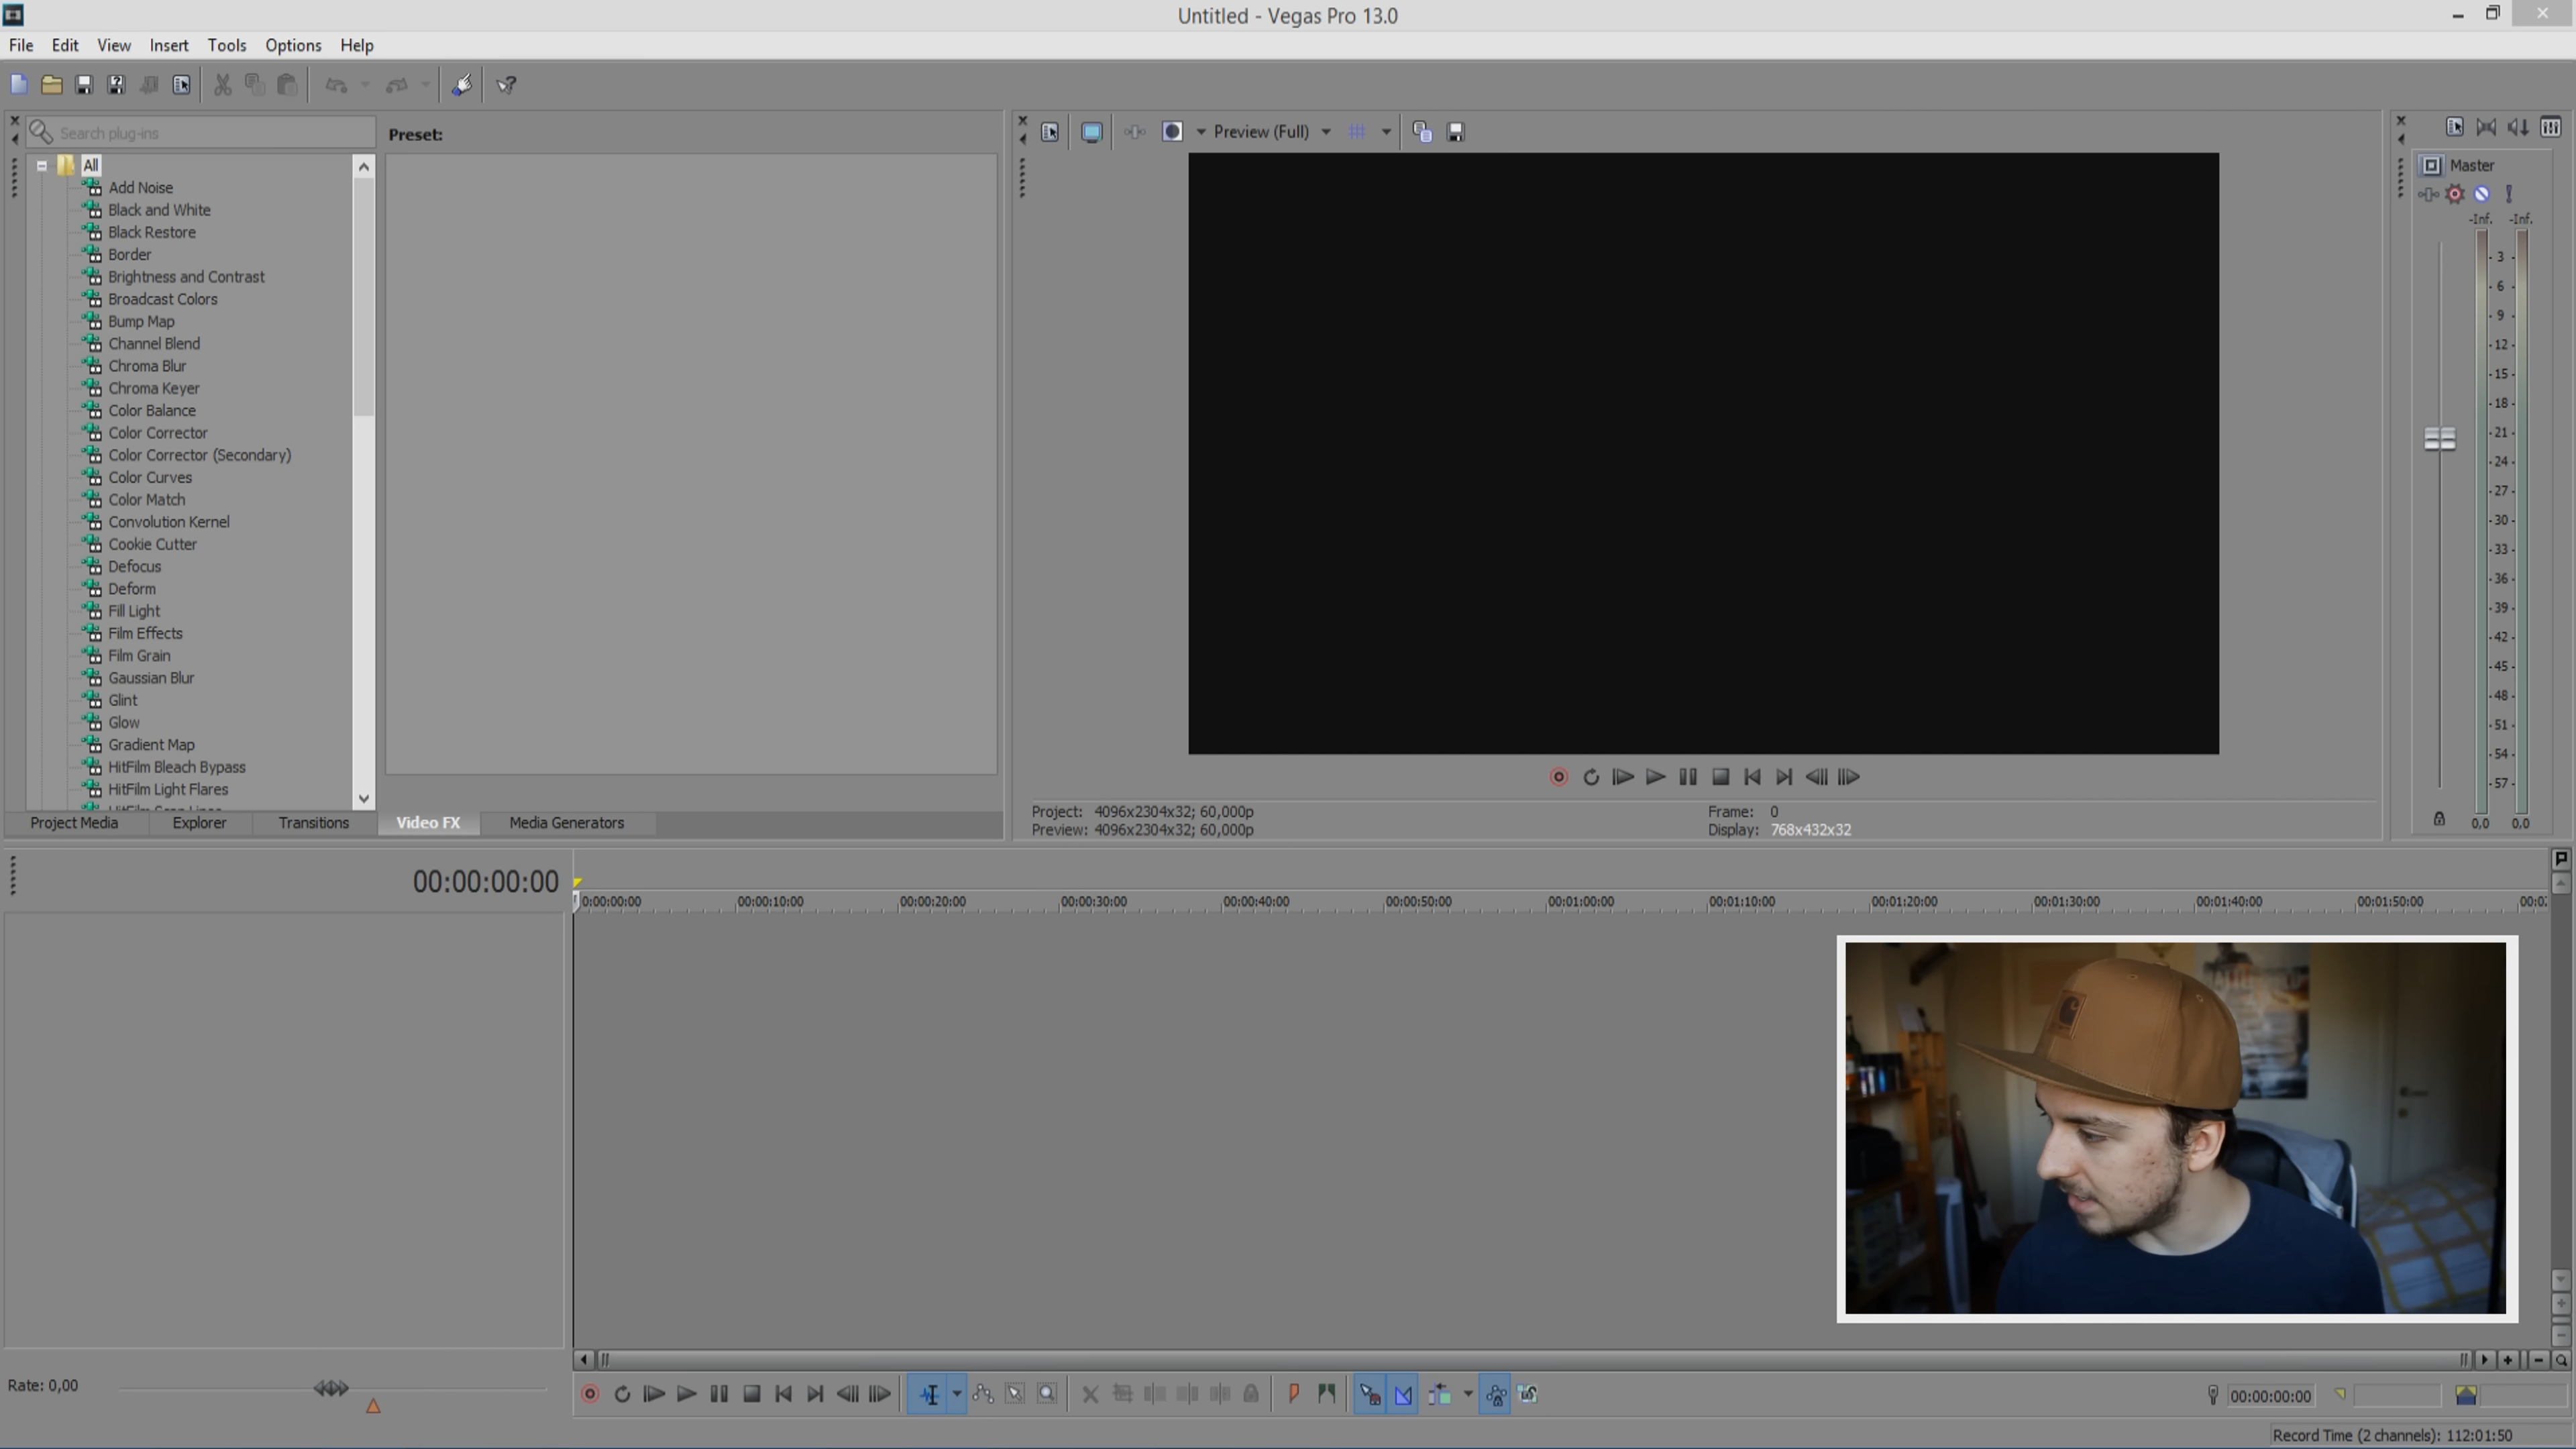 Untitled - Vegas Pro 13.0
File Edit View Insert Tools Options Help
Search plug-ins
Preset:
All
Add Noise
Black and White
Black Restore
Border
Brightness and Contrast
Broadcast Colors
Bump Map
Channel Blend
Chroma Blur
Chroma Keyer
Color Balance
Color Corrector
Color Corrector (Secondary)
Color Curves
Color Match
Convolution Kernel
Cookie Cutter
Defocus
Deform
Fill Light
Film Effects
Film Grain
Gaussian Blur
Glint
Glow
Gradient Map
HitFilm Bleach Bypass
HitFilm Light Flares
HitFilm Scan Lines
Project Media Explorer Transitions Video FX Media Generators
Preview (Full)
Project: 4096x2304x32; 60,000p
Preview: 4096x2304x32; 60,000p
Frame: 0
Display: 768x432x32
Master
-Inf. -Inf.
- 3 -
- 6 -
- 9 -
- 12 -
- 15 -
- 18 -
- 21 -
- 24 -
- 27 -
- 30 -
- 33 -
- 36 -
- 39 -
- 42 -
- 45 -
- 48 -
- 51 -
- 54 -
- 57 -
0,0 0,0
00:00:00:00
0:00:00:00 00:00:10:00 00:00:20:00 00:00:30:00 00:00:40:00 00:00:50:00 00:01:00:00 00:01:10:00 00:01:20:00 00:01:30:00 00:01:40:00 00:01:50:00 00:0
Rate: 0,00
00:00:00:00
Record Time (2 channels): 112:01:50